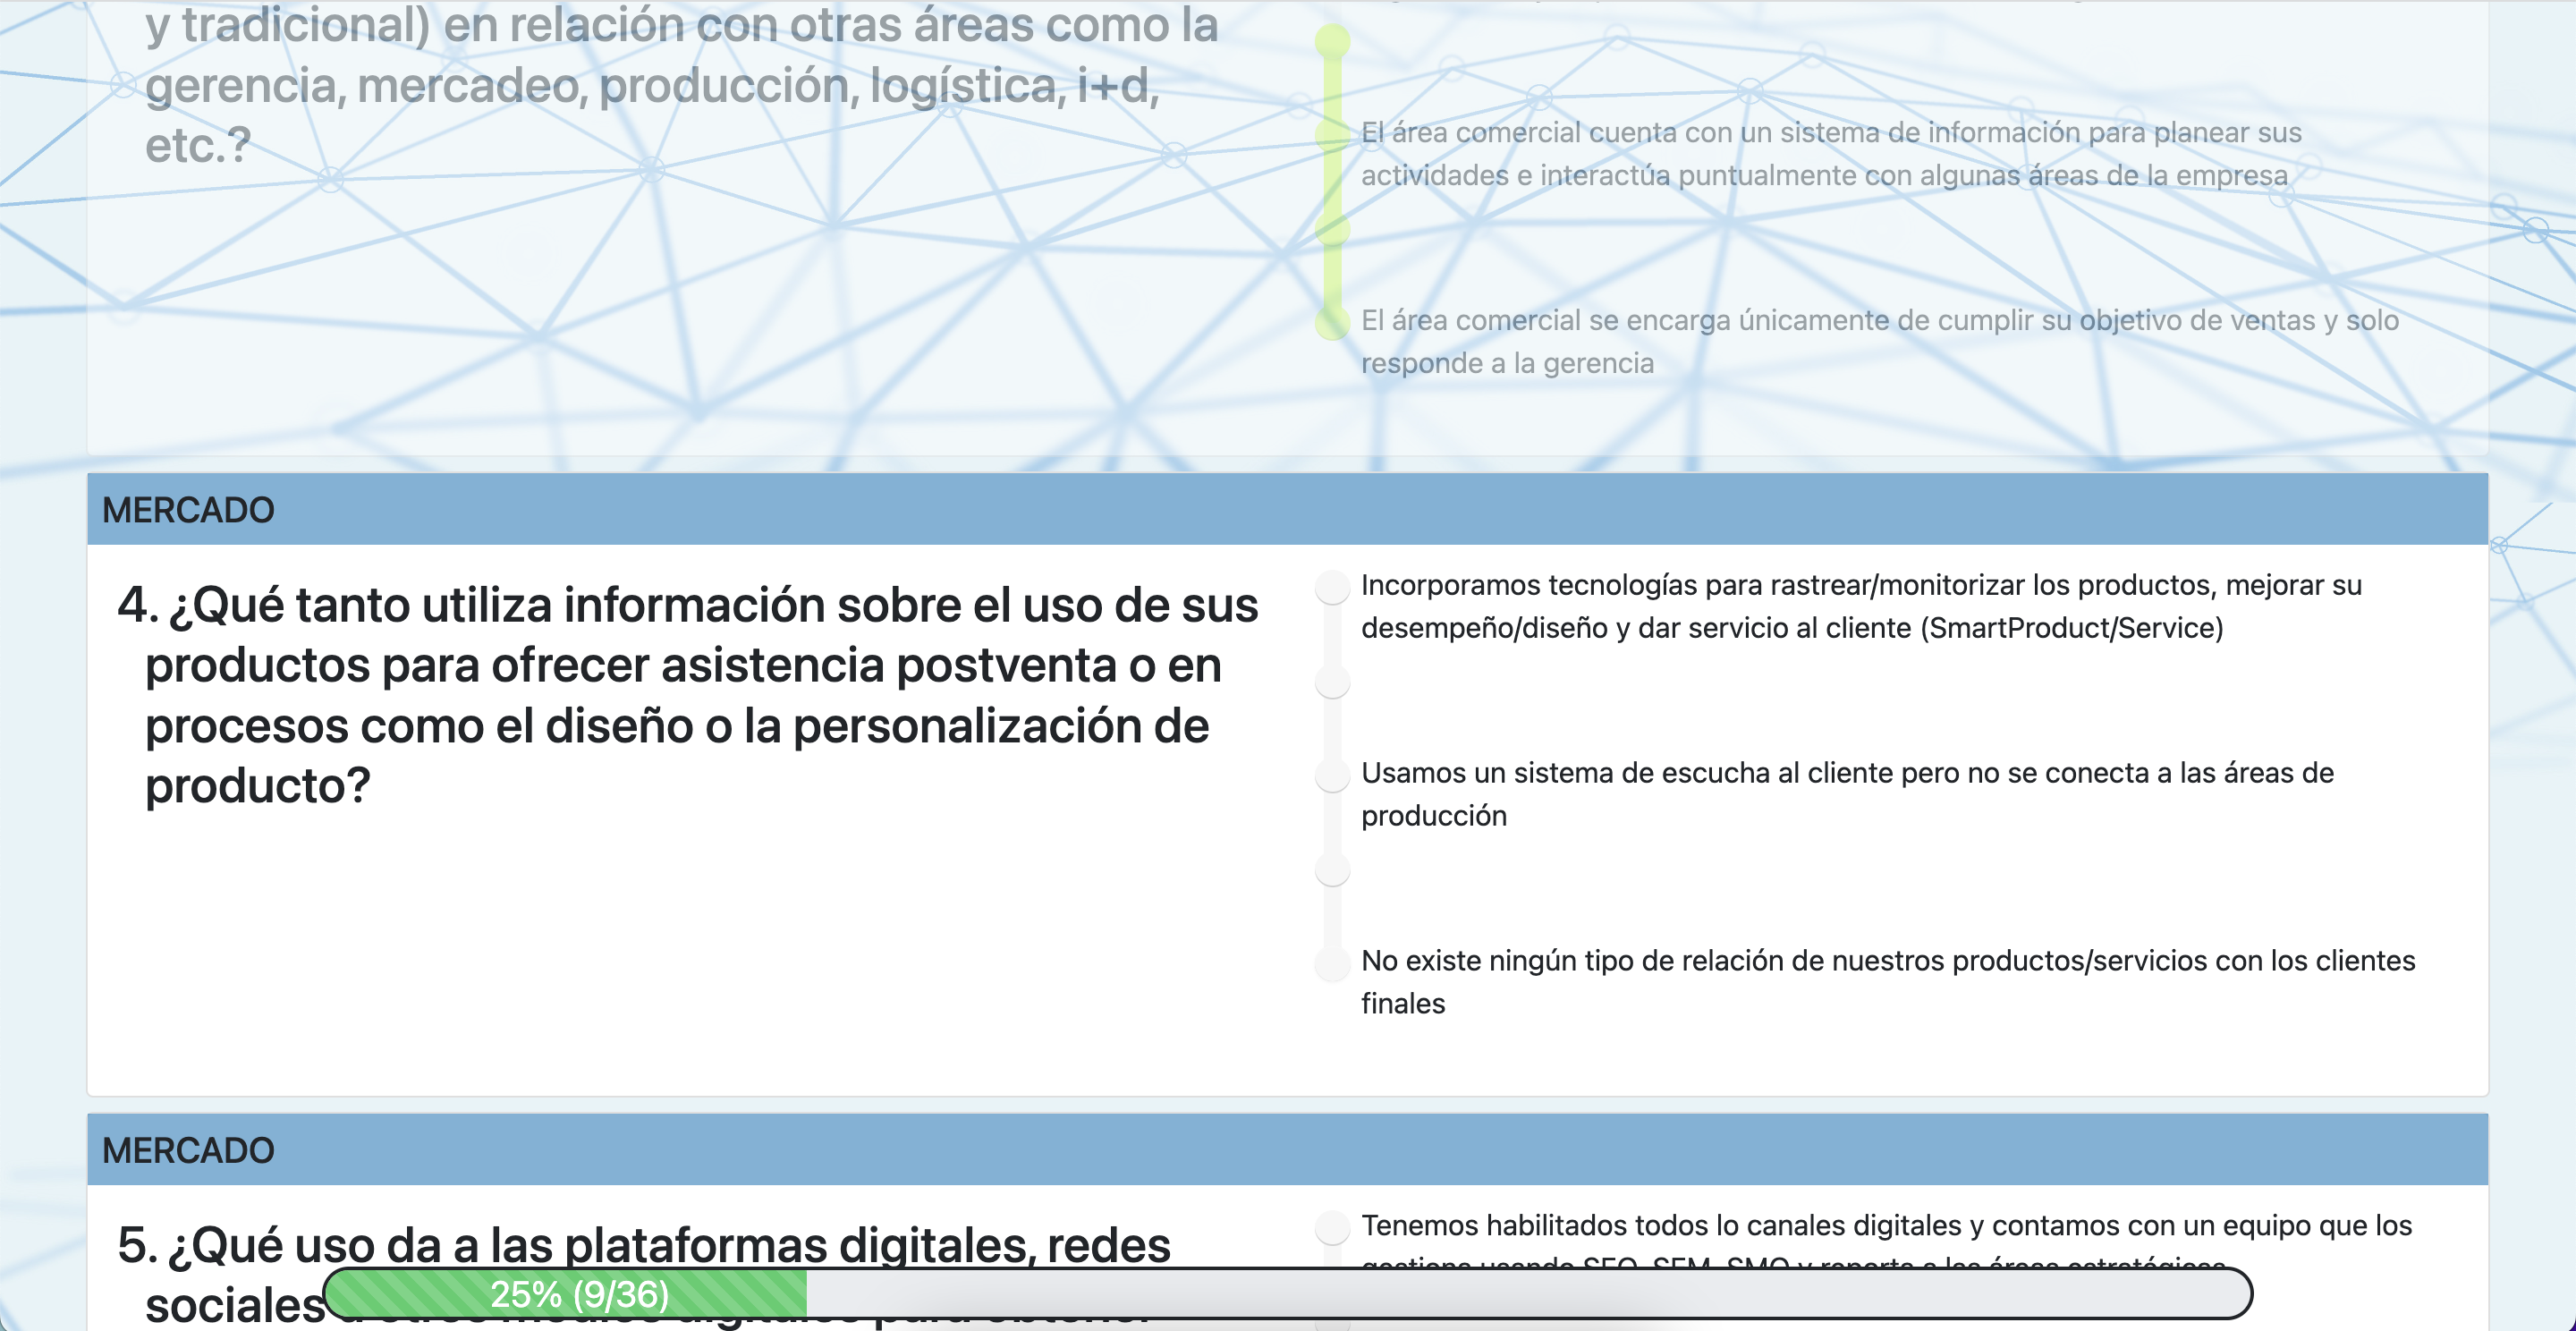 y tradicional) en relación con otras áreas como la
gerencia, mercadeo, producción, logística, i+d,
etc.?
El área comercial cuenta con un sistema de información para planear sus
actividades e interactúa puntualmente con algunas áreas de la empresa
El área comercial se encarga únicamente de cumplir su objetivo de ventas y solo
responde a la gerencia
MERCADO
4. ¿Qué tanto utiliza información sobre el uso de sus
productos para ofrecer asistencia postventa o en
procesos como el diseño o la personalización de
producto?
Incorporamos tecnologías para rastrear/monitorizar los productos, mejorar su
desempeño/diseño y dar servicio al cliente (SmartProduct/Service)
Usamos un sistema de escucha al cliente pero no se conecta a las áreas de
producción
No existe ningún tipo de relación de nuestros productos/servicios con los clientes
finales
MERCADO
5. ¿Qué uso da a las plataformas digitales, redes
sociales
Tenemos habilitados todos lo canales digitales y contamos con un equipo que los
25% (9/36)